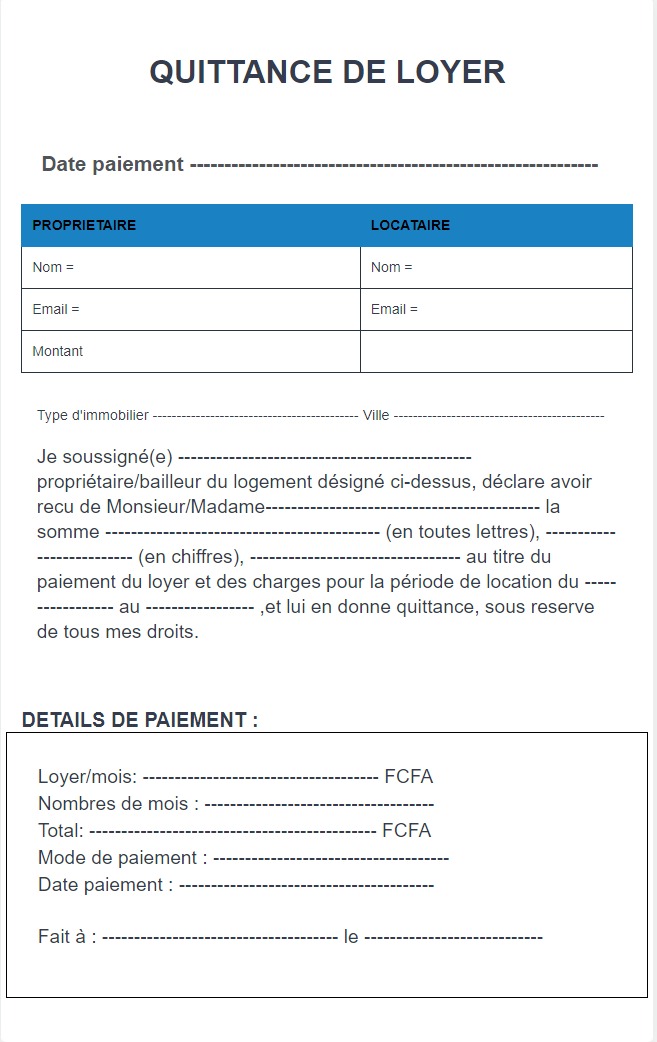 QUITTANCE DE LOYER
Date paiement -----------------------------------------------------------
PROPRIETAIRE LOCATAIRE
Nom = Nom =
Email = Email =
Montant
Type d'immobilier ------------------------------------------- Ville --------------------------------------------
Je soussigné(e) ----------------------------------------------
propriétaire/bailleur du logement désigné ci-dessus, déclare avoir
recu de Monsieur/Madame------------------------------------------- la
somme ------------------------------------------- (en toutes lettres), -----------
--------------- (en chiffres), --------------------------------- au titre du
paiement du loyer et des charges pour la période de location du -----
----------------- au ----------------- ,et lui en donne quittance, sous reserve
de tous mes droits.
DETAILS DE PAIEMENT :
Loyer/mois: ------------------------------------- FCFA
Nombres de mois : ------------------------------------
Total: --------------------------------------------- FCFA
Mode de paiement : -------------------------------------
Date paiement : ----------------------------------------
Fait à : ------------------------------------- le ----------------------------